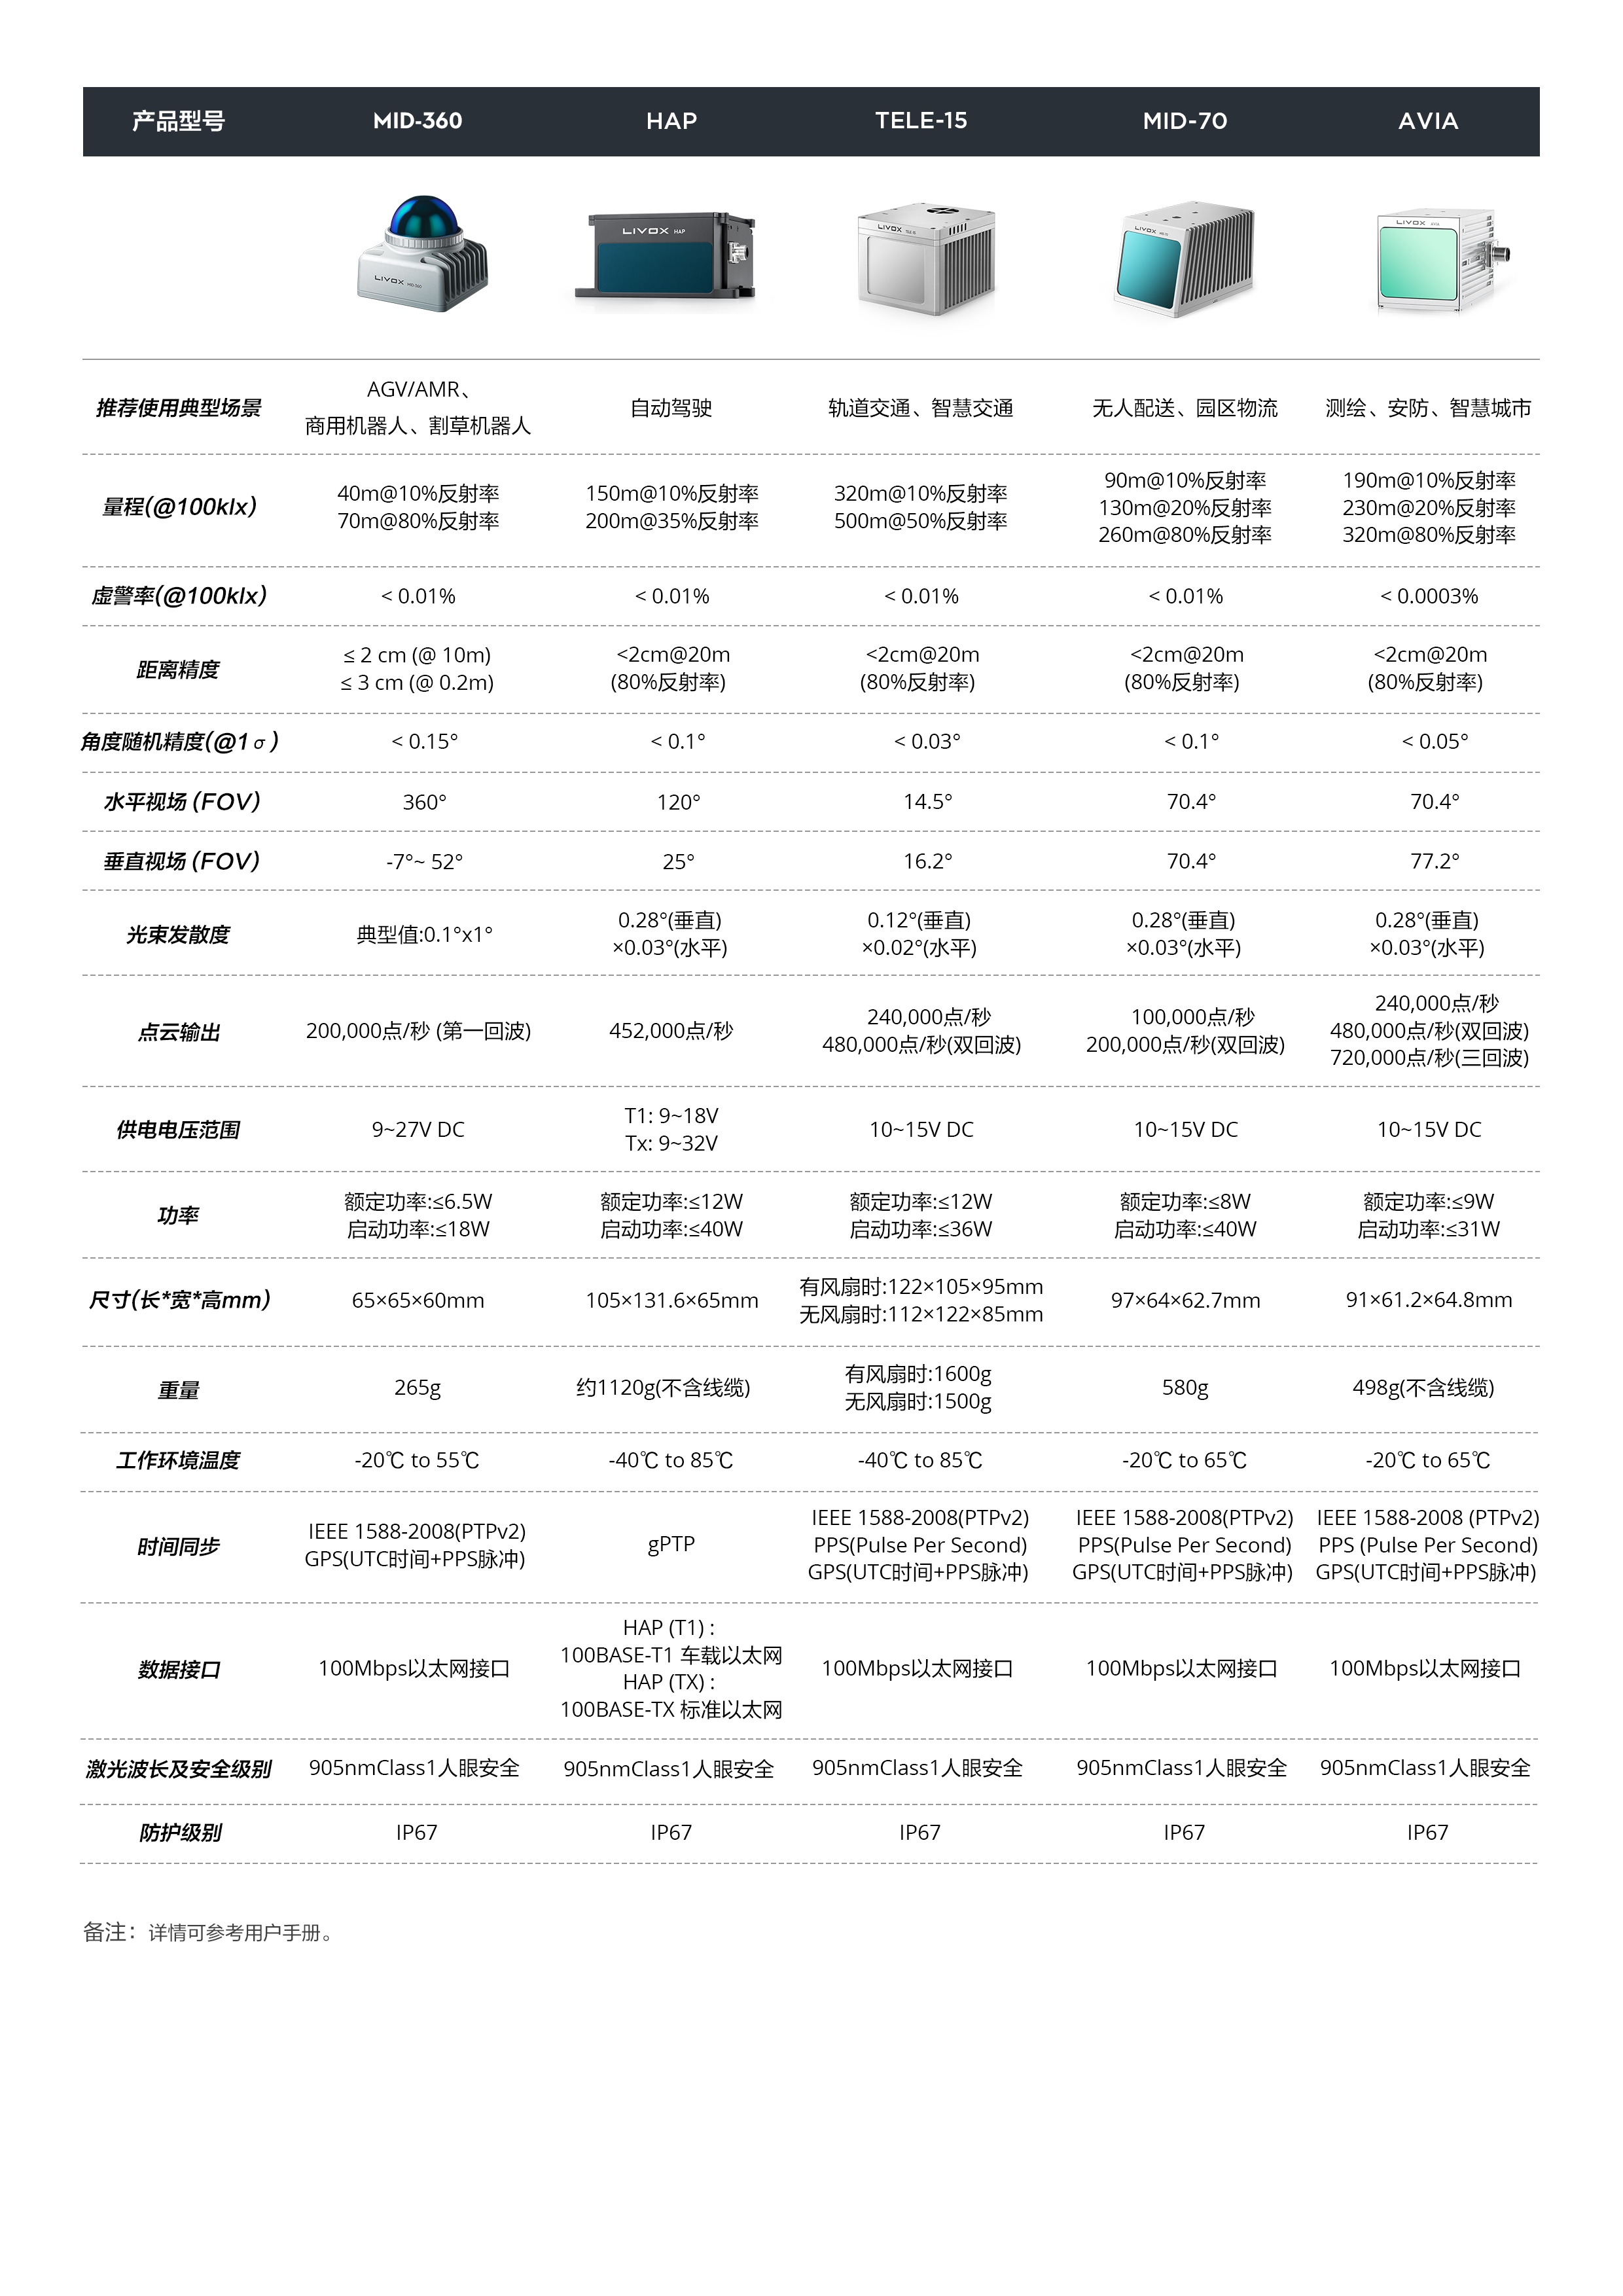 产品型号 MID-360 HAP TELE-15 MID-70 AVIA
LIVOX MID-360
LIVOX HAP
LIVOX
LIVOX
LIVOX AVIA
推荐使用典型场景
AGV/AMR、
商用机器人、割草机器人
自动驾驶
轨道交通、智慧交通
无人配送、园区物流
测绘、安防、智慧城市
量程(@100klx)
40m@10%反射率
70m@80%反射率
150m@10%反射率
200m@35%反射率
320m@10%反射率
500m@50%反射率
90m@10%反射率
130m@20%反射率
260m@80%反射率
190m@10%反射率
230m@20%反射率
320m@80%反射率
虚警率(@100klx) < 0.01% < 0.01% < 0.01% < 0.01% < 0.0003%
距离精度
≤ 2 cm (@ 10m)
≤ 3 cm (@ 0.2m)
<2cm@20m
(80%反射率)
<2cm@20m
(80%反射率)
<2cm@20m
(80%反射率)
<2cm@20m
(80%反射率)
角度随机精度(@1σ) < 0.15° < 0.1° < 0.03° < 0.1° < 0.05°
水平视场 (FOV) 360° 120° 14.5° 70.4° 70.4°
垂直视场 (FOV) -7°~ 52° 25° 16.2° 70.4° 77.2°
光束发散度
典型值:0.1°x1°
0.28°(垂直)
×0.03°(水平)
0.12°(垂直)
×0.02°(水平)
0.28°(垂直)
×0.03°(水平)
0.28°(垂直)
×0.03°(水平)
点云输出
200,000点/秒 (第一回波)
452,000点/秒
240,000点/秒
480,000点/秒(双回波)
100,000点/秒
200,000点/秒(双回波)
240,000点/秒
480,000点/秒(双回波)
720,000点/秒(三回波)
供电电压范围
9~27V DC
T1: 9~18V
Tx: 9~32V
10~15V DC
10~15V DC
10~15V DC
功率
额定功率:≤6.5W
启动功率:≤18W
额定功率:≤12W
启动功率:≤40W
额定功率:≤12W
启动功率:≤36W
额定功率:≤8W
启动功率:≤40W
额定功率:≤9W
启动功率:≤31W
尺寸(长*宽*高mm)
65×65×60mm
105×131.6×65mm
有风扇时:122×105×95mm
无风扇时:112×122×85mm
97×64×62.7mm
91×61.2×64.8mm
重量
265g
约1120g(不含线缆)
有风扇时:1600g
无风扇时:1500g
580g
498g(不含线缆)
工作环境温度 -20℃ to 55℃ -40℃ to 85℃ -40℃ to 85℃ -20℃ to 65℃ -20℃ to 65℃
时间同步
IEEE 1588-2008(PTPv2)
GPS(UTC时间+PPS脉冲)
gPTP
IEEE 1588-2008(PTPv2)
PPS(Pulse Per Second)
GPS(UTC时间+PPS脉冲)
IEEE 1588-2008(PTPv2)
PPS(Pulse Per Second)
GPS(UTC时间+PPS脉冲)
IEEE 1588-2008 (PTPv2)
PPS (Pulse Per Second)
GPS(UTC时间+PPS脉冲)
数据接口
100Mbps以太网接口
HAP (T1) :
100BASE-T1 车载以太网
HAP (TX) :
100BASE-TX 标准以太网
100Mbps以太网接口
100Mbps以太网接口
100Mbps以太网接口
激光波长及安全级别 905nmClass1人眼安全 905nmClass1人眼安全 905nmClass1人眼安全 905nmClass1人眼安全 905nmClass1人眼安全
防护级别 IP67 IP67 IP67 IP67 IP67
备注：详情可参考用户手册。